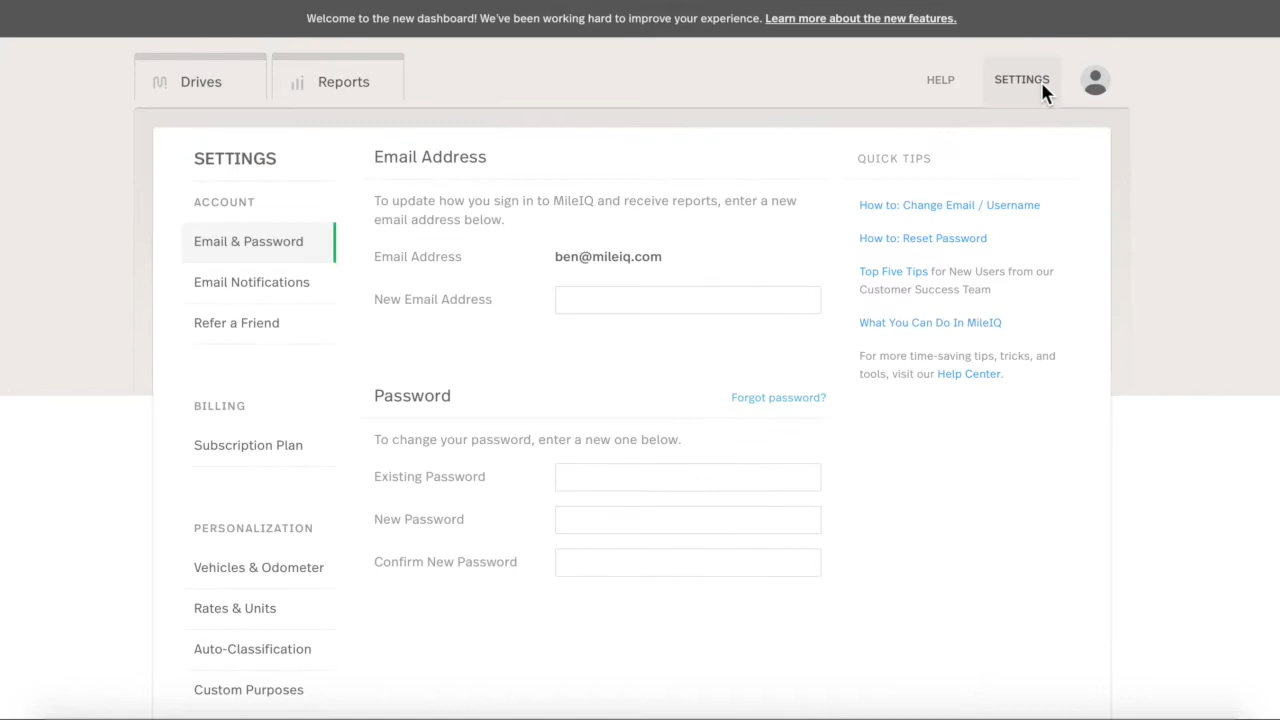 Welcome to the new dashboard! We've been working hard to improve your experience. Learn more about the new features.
Drives
Reports
HELP
SETTINGS
SETTINGS
ACCOUNT
Email & Password
Email Notifications
Refer a Friend
BILLING
Subscription Plan
PERSONALIZATION
Vehicles & Odometer
Rates & Units
Auto-Classification
Custom Purposes
Email Address
To update how you sign in to MileIQ and receive reports, enter a new
email address below.
Email Address ben@mileiq.com
New Email Address
Password
Forgot password?
To change your password, enter a new one below.
Existing Password
New Password
Confirm New Password
QUICK TIPS
How to: Change Email / Username
How to: Reset Password
Top Five Tips for New Users from our
Customer Success Team
What You Can Do In MileIQ
For more time-saving tips, tricks, and
tools, visit our Help Center.